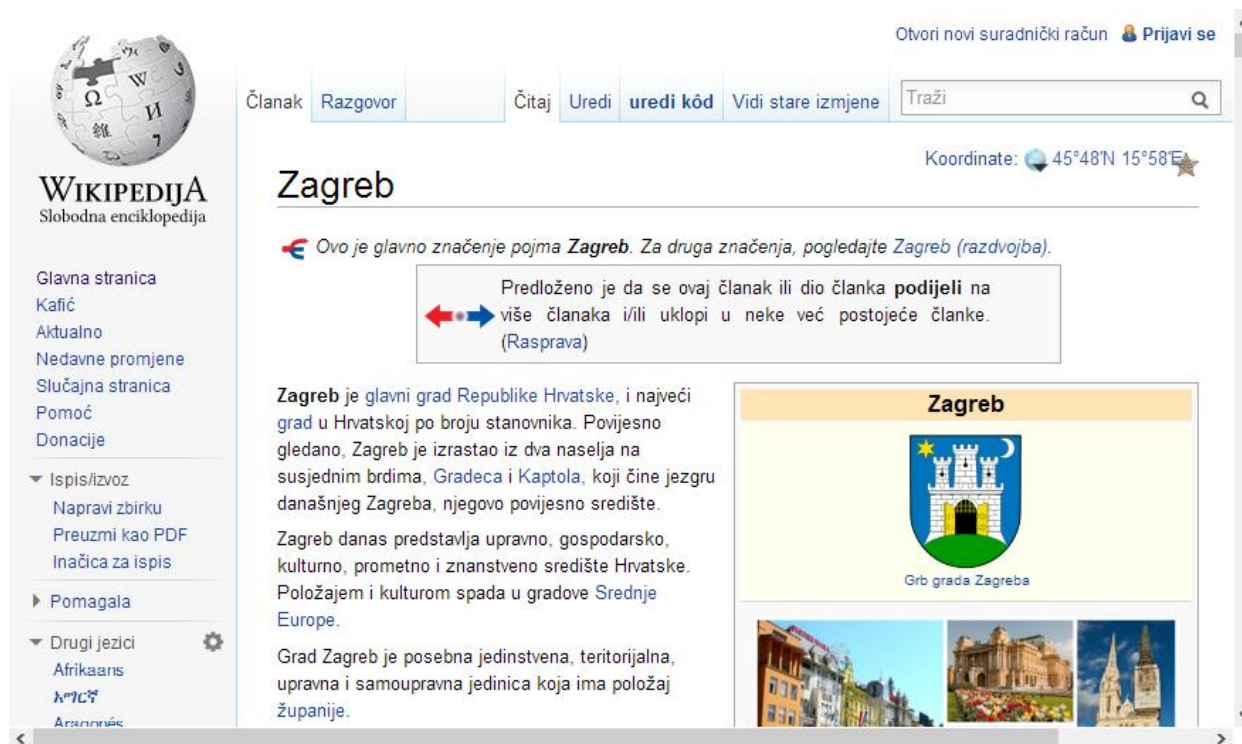 Otvori novi suradnički račun Prijavi se
Članak Razgovor Čitaj Uredi uredi kôd Vidi stare izmjene Traži
WIKIPEDIJA
Slobodna enciklopedija
Glavna stranica
Kafić
Aktualno
Nedavne promjene
Slučajna stranica
Pomoć
Donacije
Ispis/izvoz
Napravi zbirku
Preuzmi kao PDF
Inačica za ispis
Pomagala
Drugi jezici
Afrikaans
አማርኛ
Aragonés
Koordinate: 45°48′N 15°58′E
Zagreb
Ovo je glavno značenje pojma Zagreb. Za druga značenja, pogledajte Zagreb (razdvojba).
Predloženo je da se ovaj članak ili dio članka podijeli na
više članaka i/ili uklopi u neke već postojeće članke.
(Rasprava)
Zagreb je glavni grad Republike Hrvatske, i najveći
grad u Hrvatskoj po broju stanovnika. Povijesno
gledano, Zagreb je izrastao iz dva naselja na
susjednim brdima, Gradeca i Kaptola, koji čine jezgru
današnjeg Zagreba, njegovo povijesno središte.
Zagreb danas predstavlja upravno, gospodarsko,
kulturno, prometno i znanstveno središte Hrvatske.
Položajem i kulturom spada u gradove Srednje
Europe.
Grad Zagreb je posebna jedinstvena, teritorijalna,
upravna i samoupravna jedinica koja ima položaj
županije.
Zagreb
Grb grada Zagreba